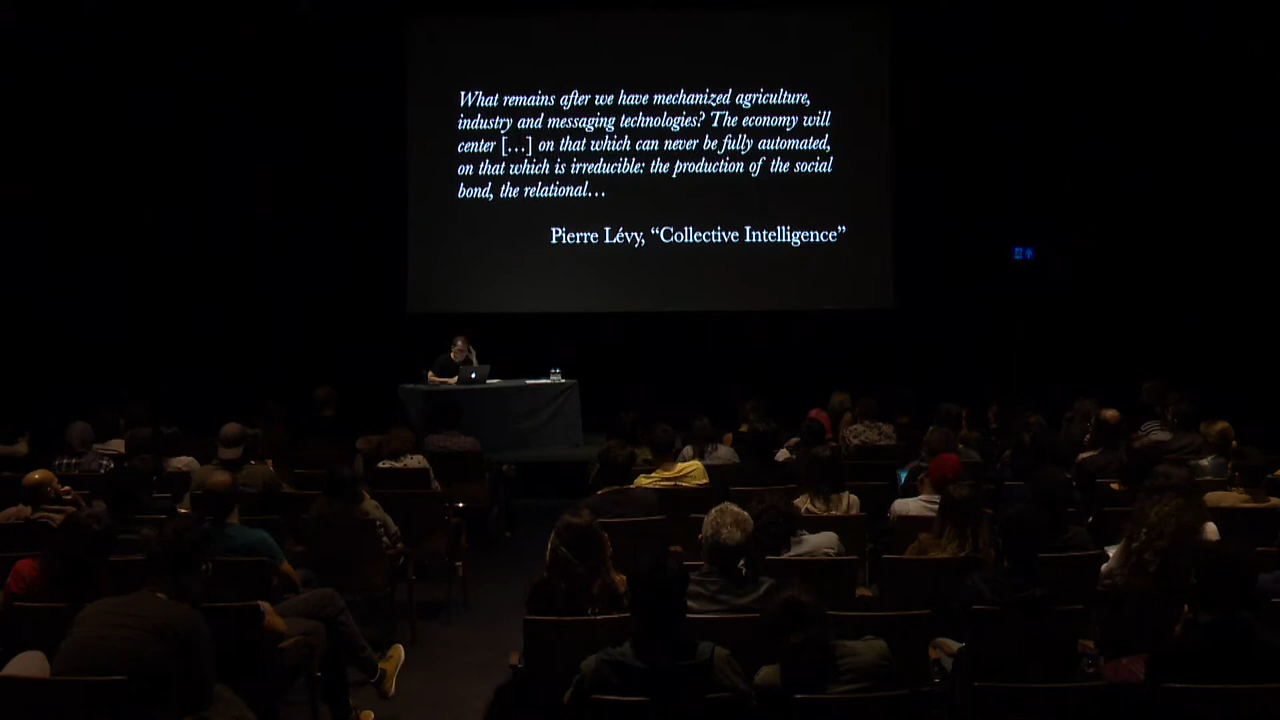 What remains after we have mechanized agriculture,
industry and messaging technologies? The economy will
center […] on that which can never be fully automated,
on that which is irreducible: the production of the social
bond, the relational…
Pierre Lévy, “Collective Intelligence”